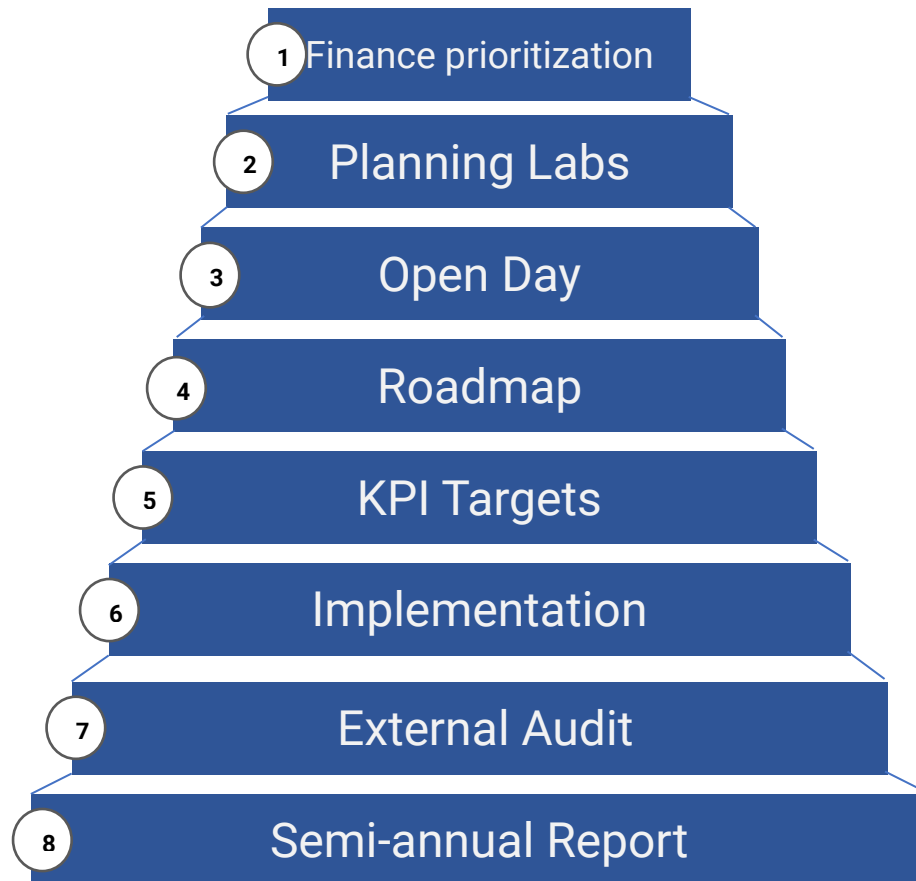 1 Finance prioritization
2 Planning Labs
3 Open Day
4 Roadmap
5 KPI Targets
6 Implementation
7 External Audit
8 Semi-annual Report